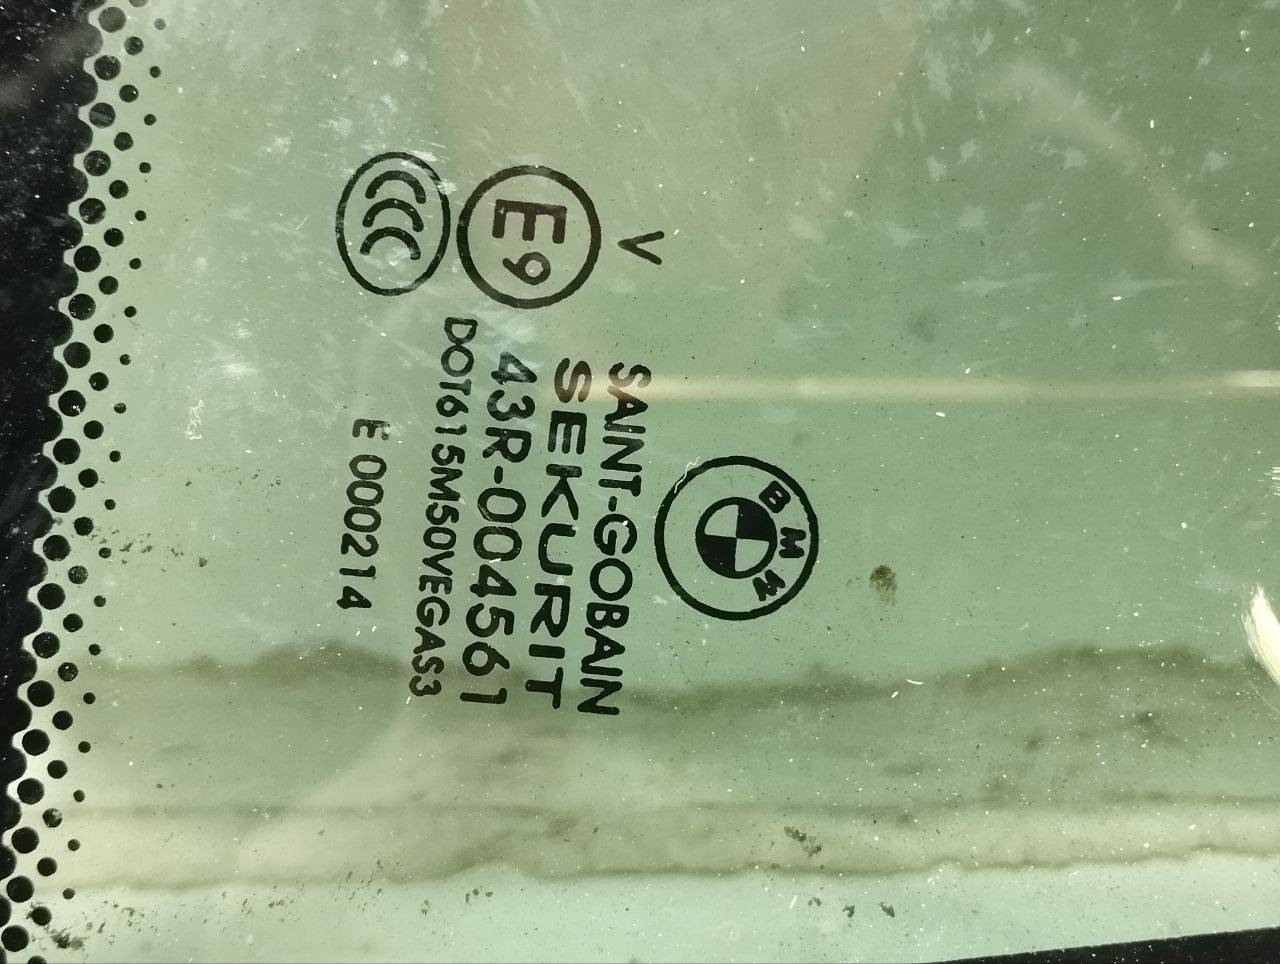 BMW
SAINT-GOBAIN
SEKURIT
V
E9
43R-004561
DOT615M50VEGAS3
CCC
E 000214